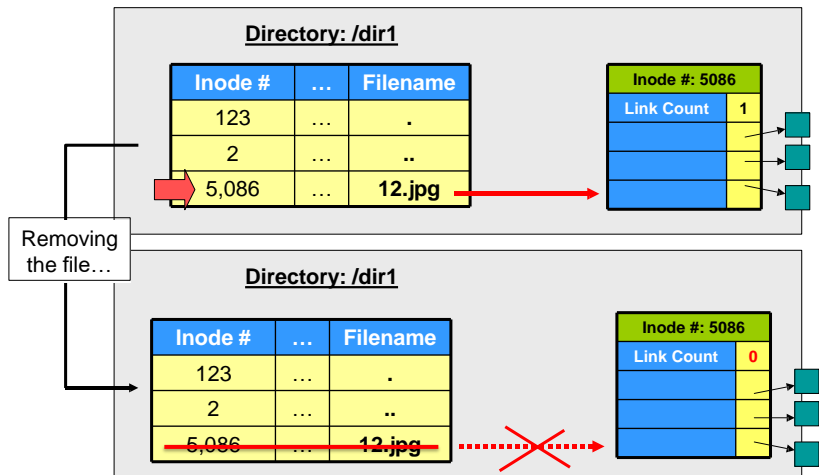 Directory: /dir1
Inode # … Filename
123 … .
2 … ..
5,086 … 12.jpg
Inode #: 5086
Link Count 1
Removing
the file…
Directory: /dir1
Inode # … Filename
123 … .
2 … ..
5,086 … 12.jpg
Inode #: 5086
Link Count 0